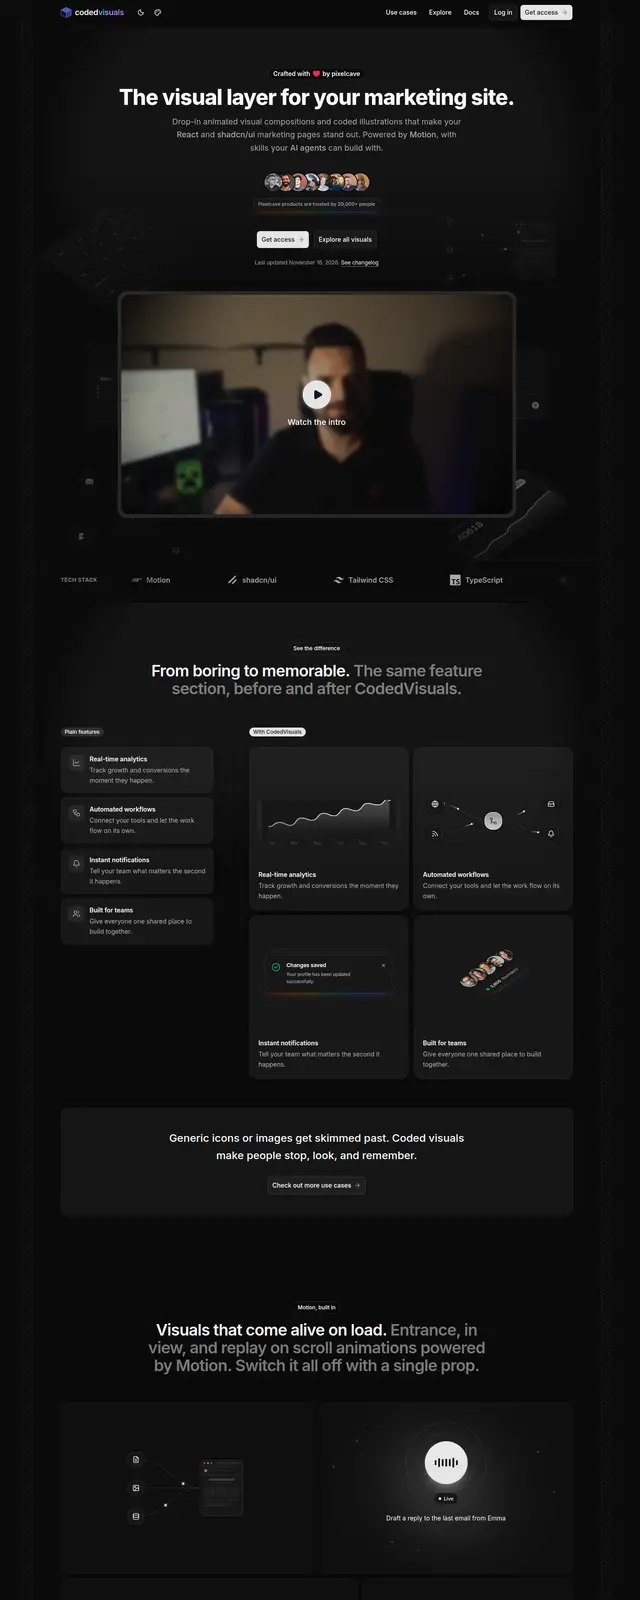 codedvisuals
Use cases
Explore
Docs
Log in
Get access
Crafted with ❤️ by pixelcave
The visual layer for your marketing site.
Drop-in animated visual compositions and coded illustrations that make your
React and shadcn/ui marketing pages stand out. Powered by Motion, with
skills your AI agents can build with.
Pixelcave products are trusted by 20,000+ people
Get access
Explore all visuals
Last updated November 16, 2026. See changelog
Watch the intro
TECH STACK
Motion
shadcn/ui
Tailwind CSS
TypeScript
See the difference
From boring to memorable. The same feature
section, before and after CodedVisuals.
Plain features
Real-time analytics
Track growth and conversions the
moment they happen.
Automated workflows
Connect your tools and let the work
flow on its own.
Instant notifications
Tell your team what matters the second
it happens.
Built for teams
Give everyone one shared place to
build together.
With CodedVisuals
Real-time analytics
Track growth and conversions the moment they
happen.
Automated workflows
Connect your tools and let the work flow on its
own.
Changes saved
Your profile has been updated
successfully.
Instant notifications
Tell your team what matters the second it
happens.
Built for teams
Give everyone one shared place to build
together.
Generic icons or images get skimmed past. Coded visuals
make people stop, look, and remember.
Check out more use cases
Motion, built in
Visuals that come alive on load. Entrance, in
view, and replay on scroll animations powered
by Motion. Switch it all off with a single prop.
Live
Draft a reply to the last email from Emma